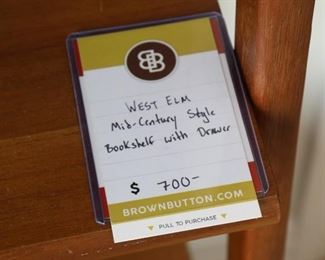 BB
WEST ELM
Mid-Century Style
Bookshelf with Drawer
$ 700-
BROWNBUTTON.COM
PULL TO PURCHASE